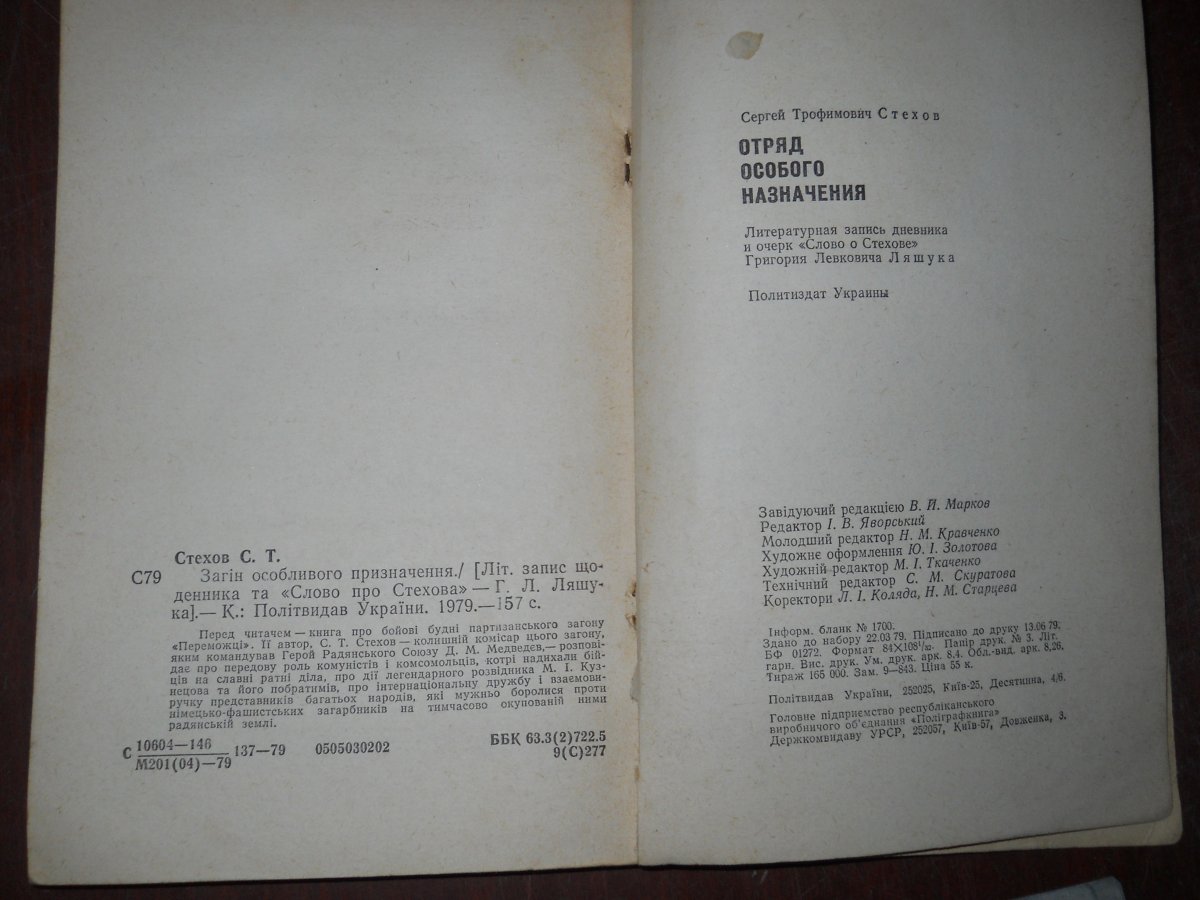 Стехов С. Т.
С79
Загін особливого призначення./ [Літ. запис що-
денника та «Слово про Стехова» — Г. Л. Ляшу-
ка].— К.: Політвидав України. 1979.—157 с.
Перед читачем — книга про бойові будні партизанського загону
«Переможці». Її автор, С. Т. Стехов — колишній комісар цього загону,
яким командував Герой Радянського Союзу Д. М. Медведєв,— розпові-
дає про передову роль комуністів і комсомольців, котрі надихали бій-
ців на славні ратні діла, про дії легендарного розвідника М. І. Куз-
нецова та його побратимів, про інтернаціональну дружбу і взаємови-
ручку представників багатьох народів, які мужньо боролися проти
німецько-фашистських загарбників на тимчасово окупованій ними
радянській землі.
С 10604—146
М201(04)—79 137—79 0505030202
ББК 63.3(2)722.5
9(С)277
Сергей Трофимович Стехов
ОТРЯД
ОСОБОГО
НАЗНАЧЕНИЯ
Литературная запись дневника
и очерк «Слово о Стехове»
Григория Левковича Ляшука
Политиздат Украины
Завідуючий редакцією В. Й. Марков
Редактор І. В. Яворський
Молодший редактор Н. М. Кравченко
Художнє оформлення Ю. І. Золотова
Художній редактор М. І. Ткаченко
Технічний редактор С. М. Скуратова
Коректори Л. І. Коляда, Н. М. Старцева
Інформ. бланк № 1700.
Здано до набору 22.03.79. Підписано до друку 13.06 79.
БФ 01272. Формат 84Х108¹/₃₂. Папір друк. № 3. Літ.
гарн. Вис. друк. Ум. друк. арк. 8,4. Обл.-вид. арк. 8,26.
Тираж 165 000. Зам. 9—843. Ціна 55 к.
Політвидав України, 252025, Київ-25, Десятинна, 4/6.
Головне підприємство республіканського
виробничого об'єднання «Поліграфкнига»
Держкомвидаву УРСР, 252057, Київ-57, Довженка, 3.